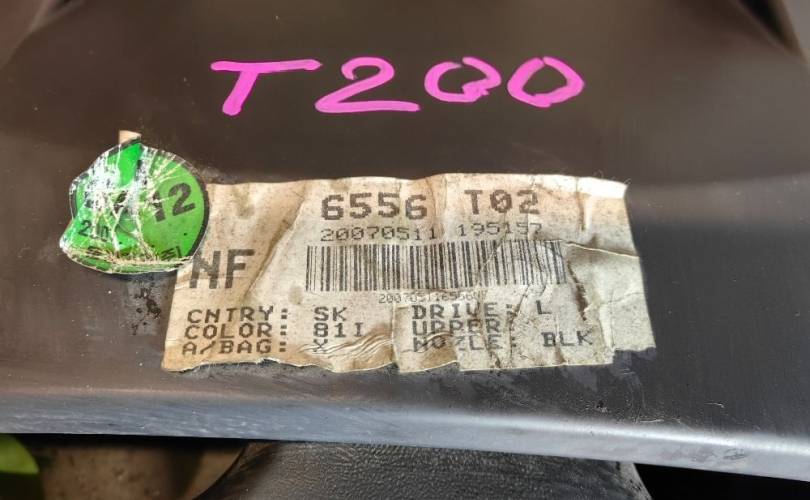 T200
12
6556 T02
20070511 195157
NF
CNTRY: SK DRIVE: L
COLOR: 81I UPPER:
A/BAG: X NOZLE: BLK